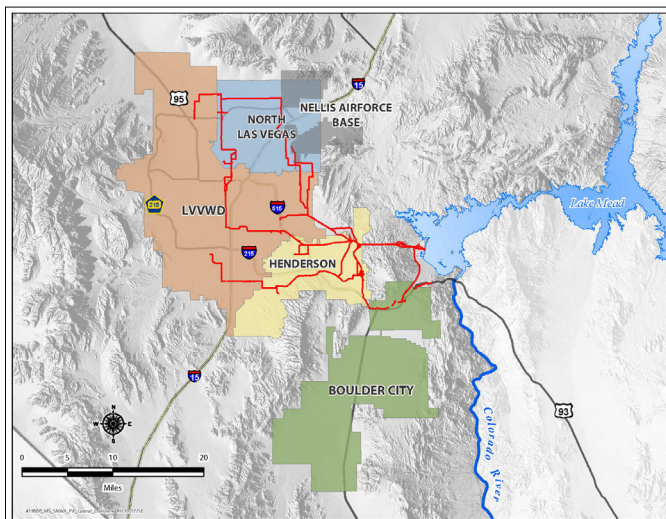 95
15
NELLIS AIRFORCE
BASE
NORTH
LAS VEGAS
215
LVVWD
515
Lake Mead
215
HENDERSON
15
BOULDER CITY
93
Colorado River
N
W
E
S
0
5
10
20
Miles